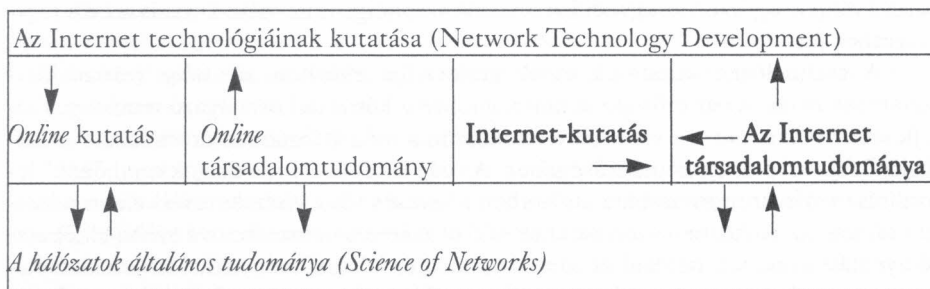 Az Internet technológiáinak kutatása (Network Technology Development)
Online kutatás
Online
társadalomtudomány
Internet-kutatás
Az Internet
társadalomtudománya
A hálózatok általános tudománya (Science of Networks)